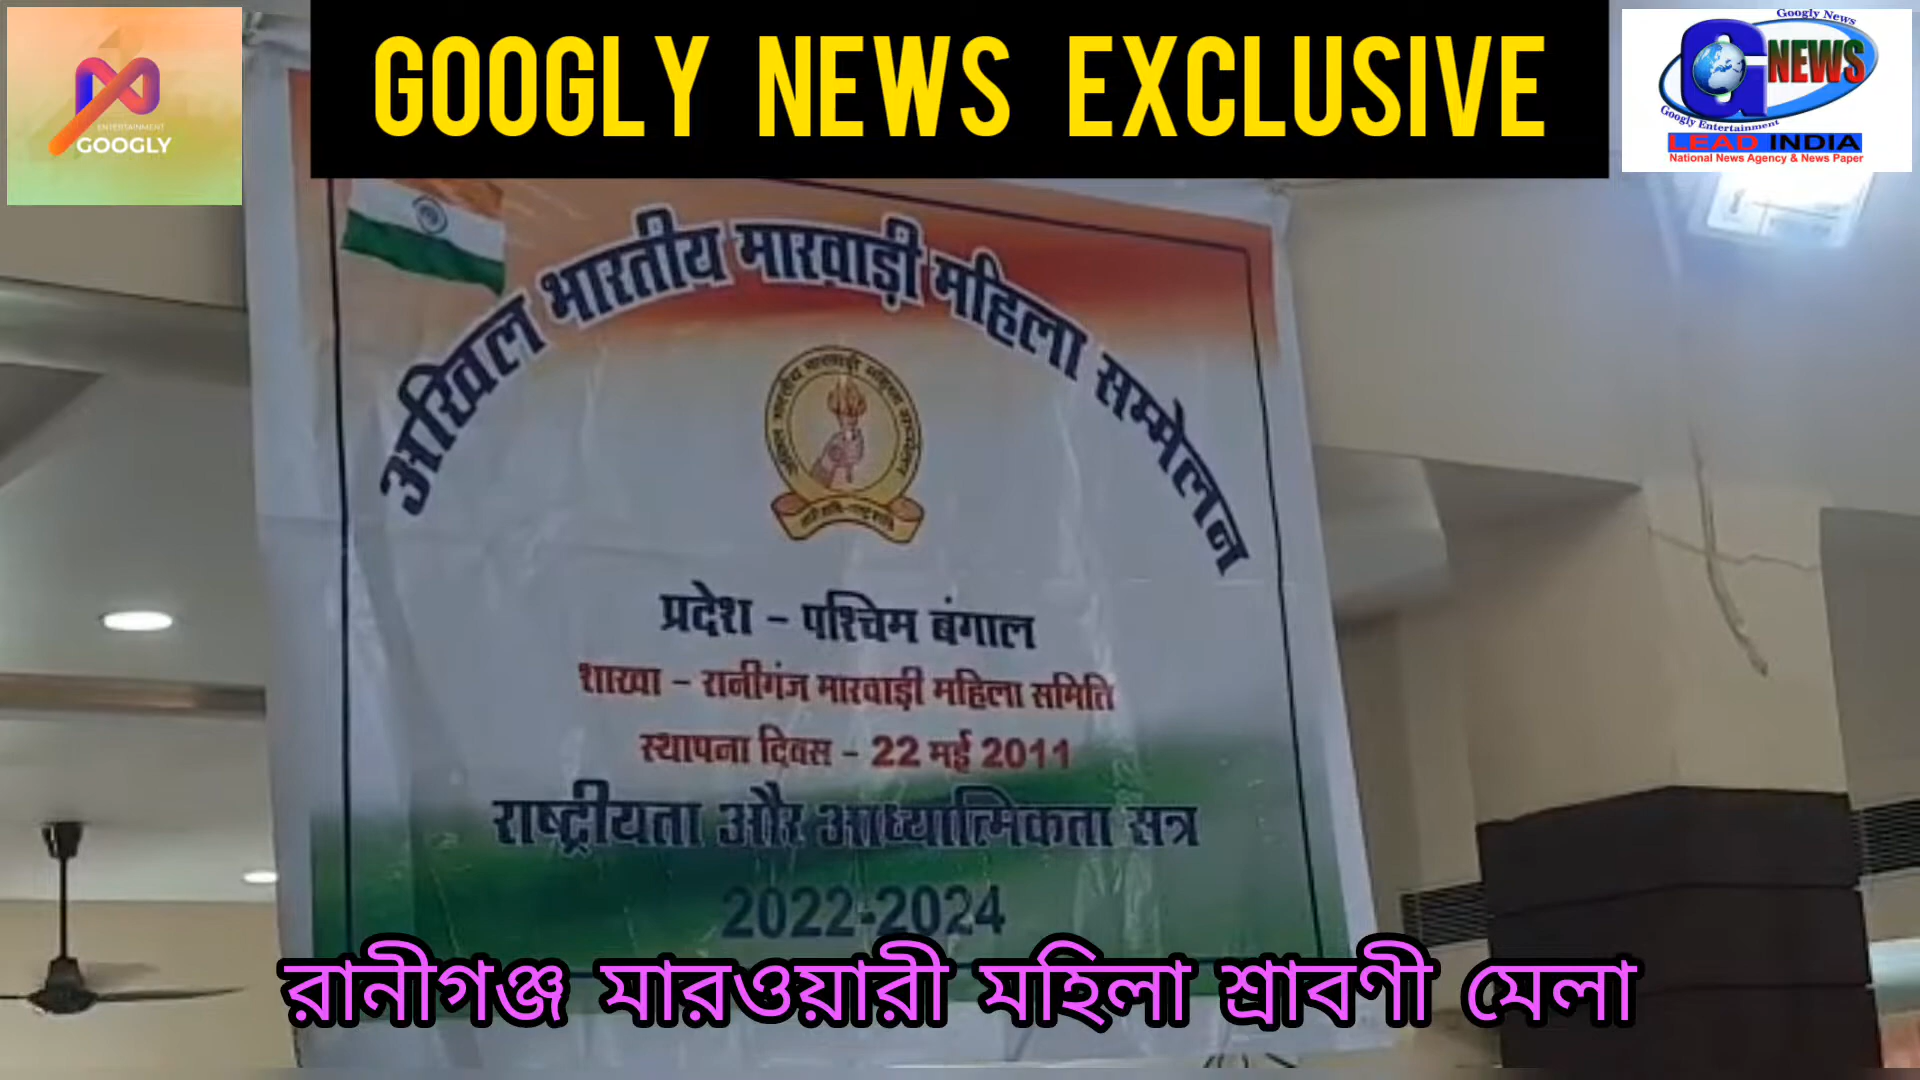 GOOGLY NEWS EXCLUSIVE
ENTERTAINMENT
GOOGLY
Googly News
G NEWS
Googly Entertainment
LEAD INDIA
National News Agency & News Paper
अखिल भारतीय मारवाड़ी महिला सम्मेलन
प्रदेश - पश्चिम बंगाल
शाखा - रानीगंज मारवाड़ी महिला समिति
स्थापना दिवस - 22 मई 2011
राष्ट्रीयता और आध्यात्मिकता सत्र
2022-2024
রানীগঞ্জ মারওয়ারী মহিলা শ্রাবণী মেলা